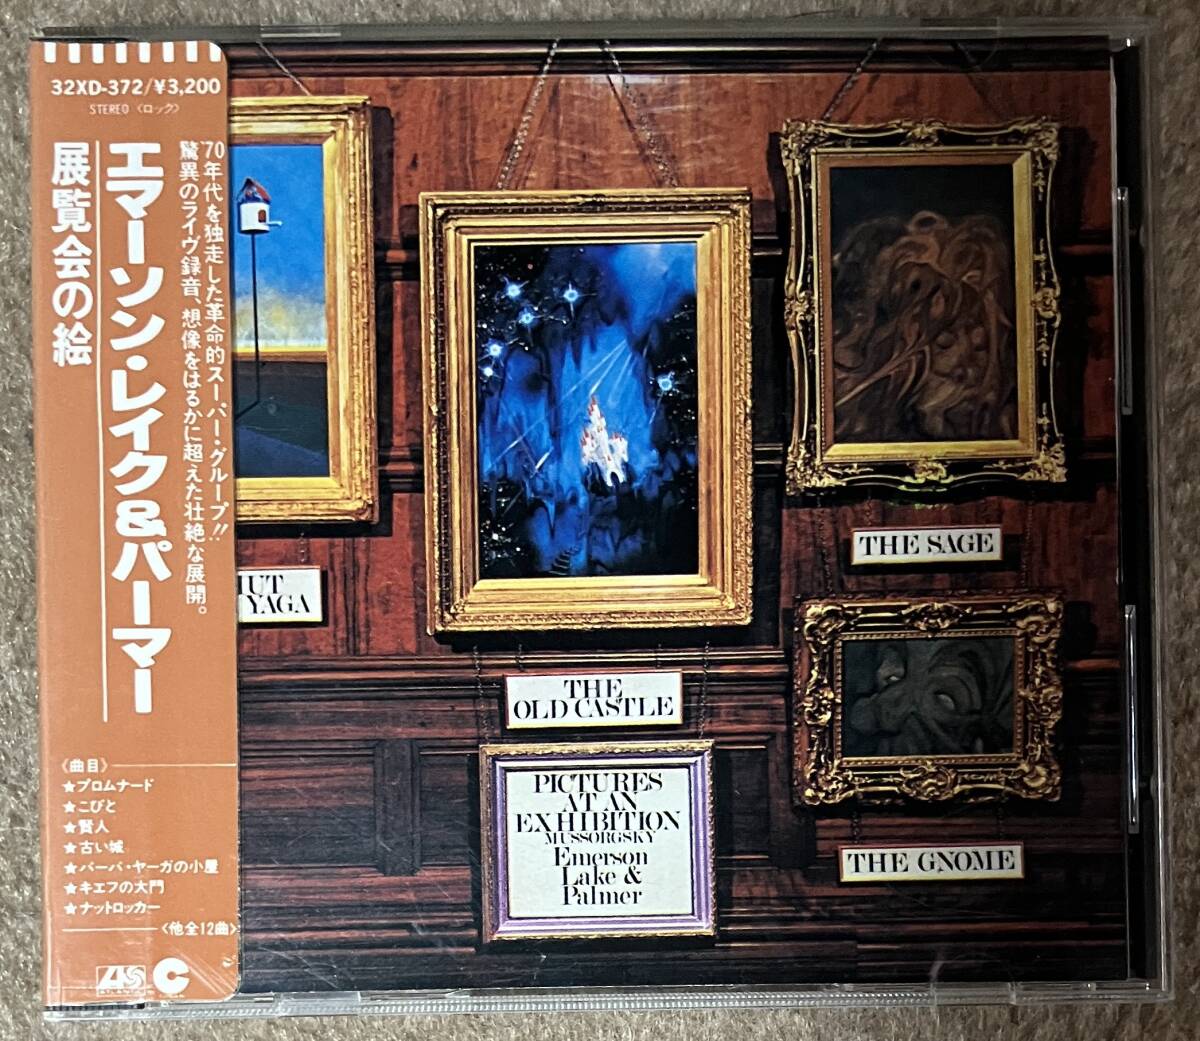 32XD-372/¥3,200
STEREO〈ロック〉
'70年代を独走した革命的スーパー・グループ!!
驚異のライヴ録音、想像をはるかに超えた壮絶な展開。
エマーソン・レイク&パーマー
展覧会の絵
《曲目》
★プロムナード
★こびと
★賢人
★古い城
★バーバ・ヤーガの小屋
★キエフの大門
★ナットロッカー
〈他全12曲〉
UT
YAGA
THE
OLD CASTLE
THE SAGE
THE GNOME
PICTURES
AT AN
EXHIBITION
MUSSORGSKY
Emerson
Lake &
Palmer